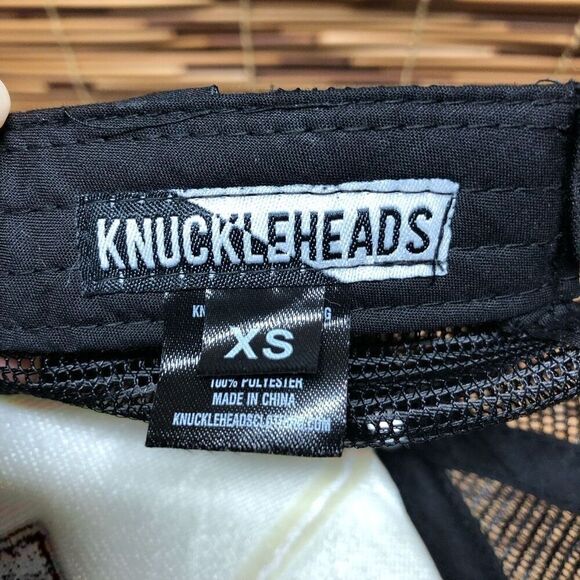 KNUCKLEHEADS
XS
100% POLYESTER
MADE IN CHINA
KNUCKLEHEADSCLOTHING.COM